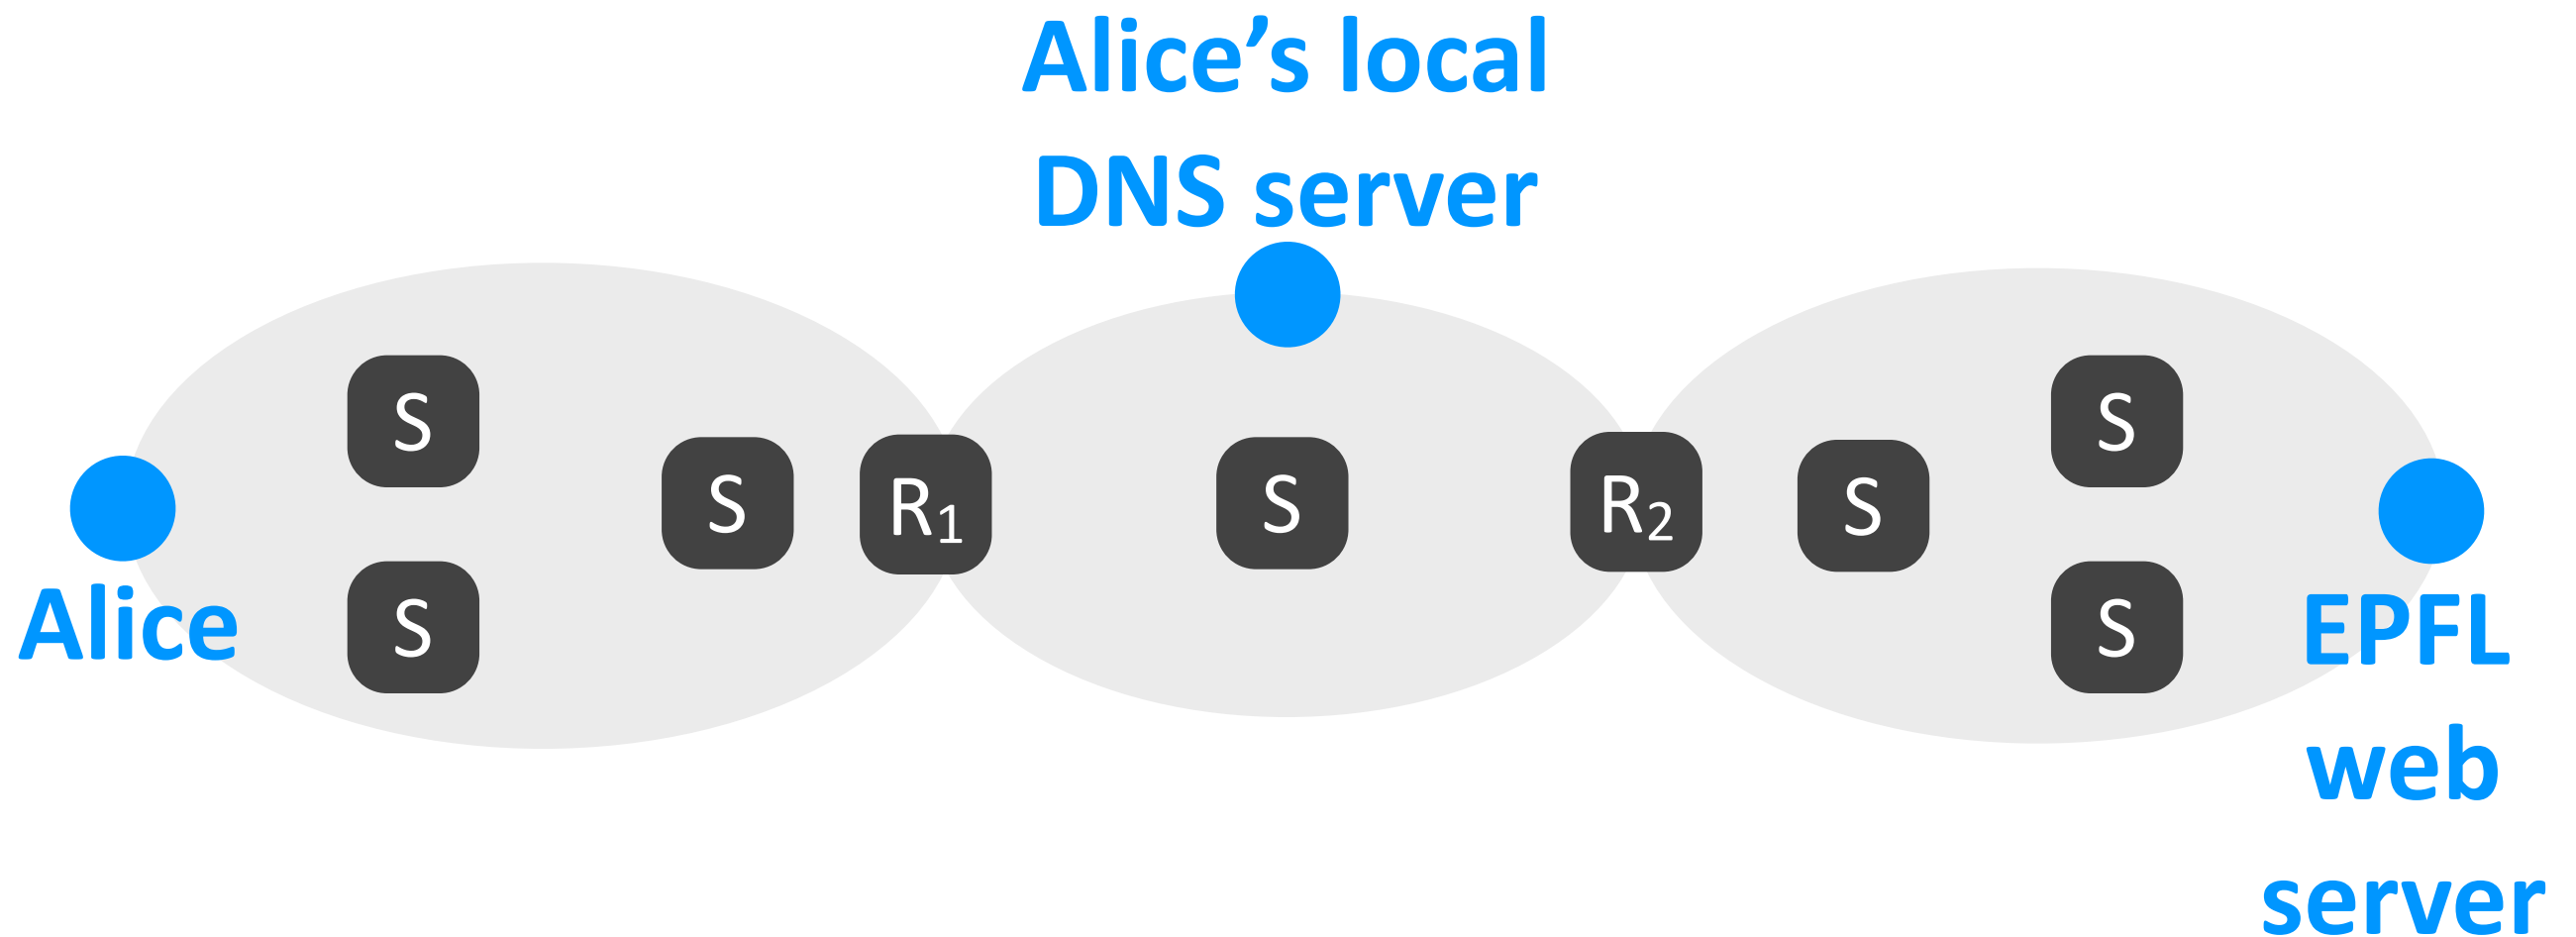 Alice’s local
DNS server
S
S
S
R1
S
R2
S
S
S
Alice
EPFL
web
server